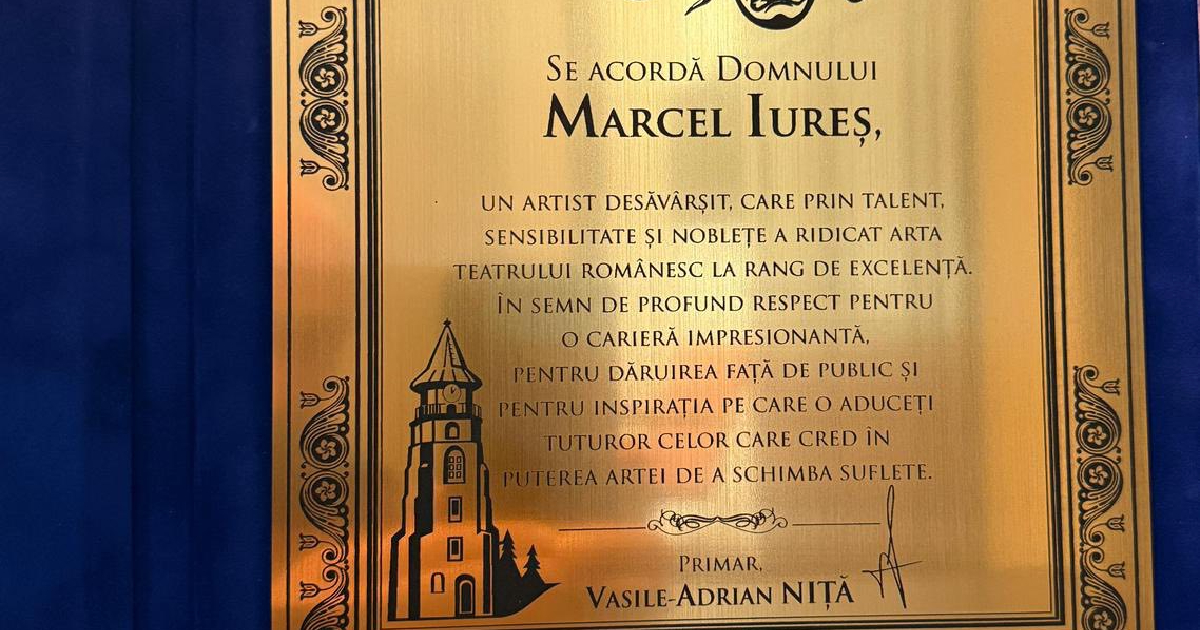 Se acordă Domnului
Marcel Iureș,
un artist desăvârșit, care prin talent,
sensibilitate și noblețe a ridicat arta
teatrului românesc la rang de excelență.
În semn de profund respect pentru
o carieră impresionantă,
pentru dăruirea față de public și
pentru inspirația pe care o aduceți
tuturor celor care cred în
puterea artei de a schimba suflete.
Primar,
Vasile-Adrian NIȚĂ